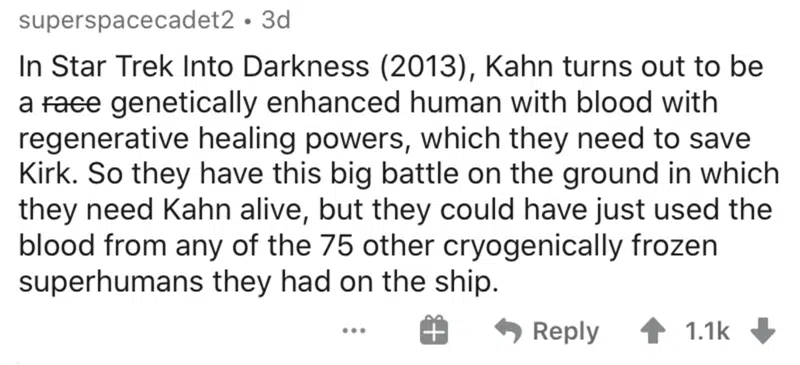 superspacecadet2 • 3d
In Star Trek Into Darkness (2013), Kahn turns out to be
a race genetically enhanced human with blood with
regenerative healing powers, which they need to save
Kirk. So they have this big battle on the ground in which
they need Kahn alive, but they could have just used the
blood from any of the 75 other cryogenically frozen
superhumans they had on the ship.
... Reply 1.1k